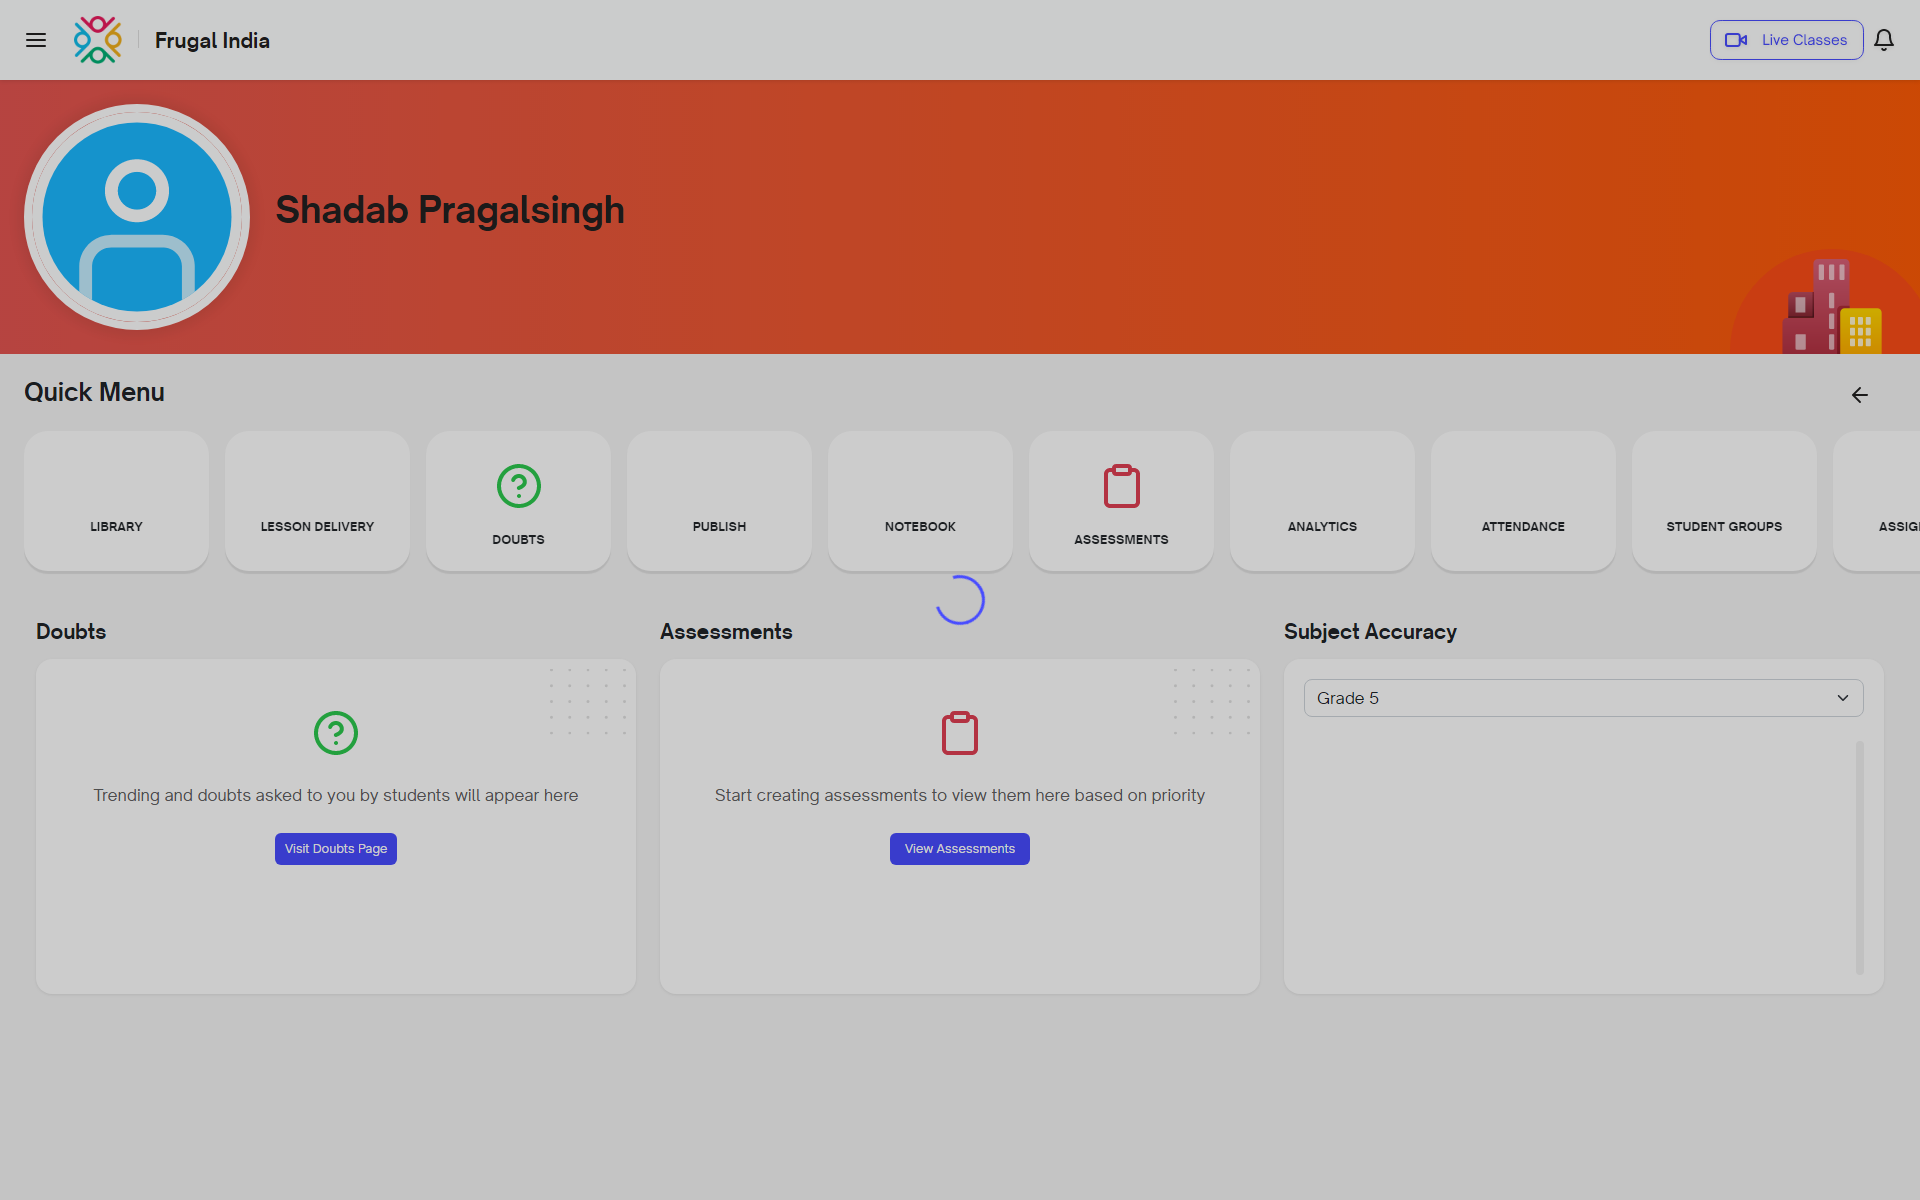 Frugal India
Live Classes
Shadab Pragalsingh
Quick Menu
LIBRARY
LESSON DELIVERY
DOUBTS
PUBLISH
NOTEBOOK
ASSESSMENTS
ANALYTICS
ATTENDANCE
STUDENT GROUPS
ASSIG
Doubts
Trending and doubts asked to you by students will appear here
Visit Doubts Page
Assessments
Start creating assessments to view them here based on priority
View Assessments
Subject Accuracy
Grade 5